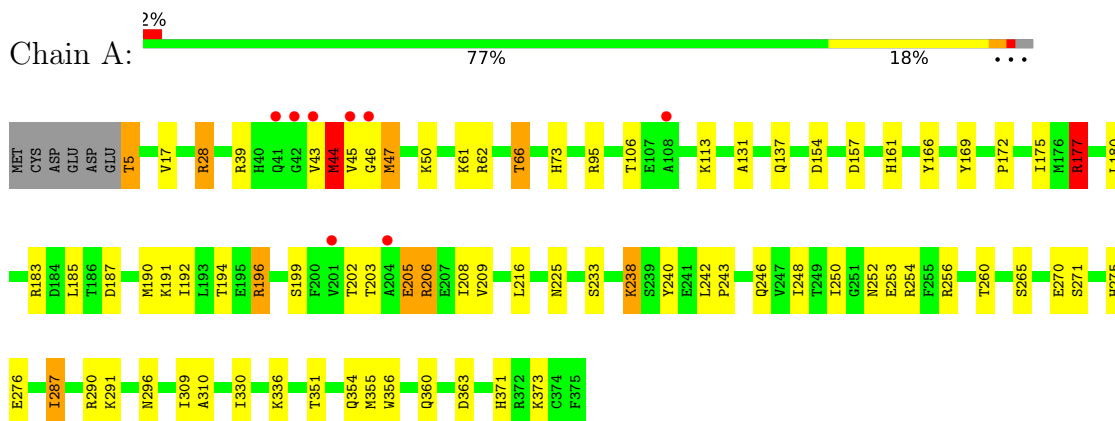 2%
Chain A:
77%
18%
• • •
MET CYS ASP GLU ASP GLU T5 V17 R28 R39 H40 Q41 G42 V43 M44 V45 G46 M47 K50 K61 R62 T66 H73 R95 T106 E107 A108 K113 A131 Q137 D154 D157 H161 Y166 Y169 P172 I175 M176 R177 L180
R183 D184 L185 T186 D187 M190 K191 I192 L193 T194 E195 R196 S199 F200 V201 T202 T203 A204 E205 R206 E207 I208 V209 L216 N225 S233 K238 S239 Y240 E241 L242 P243 Q246 V247 I248 T249 I250 G251 N252 E253 R254 F255 R256 T260 S265 E270 S271 H275
E276 I287 R290 K291 N296 I309 A310 I330 K336 T351 Q354 M355 W356 Q360 D363 H371 R372 K373 C374 F375